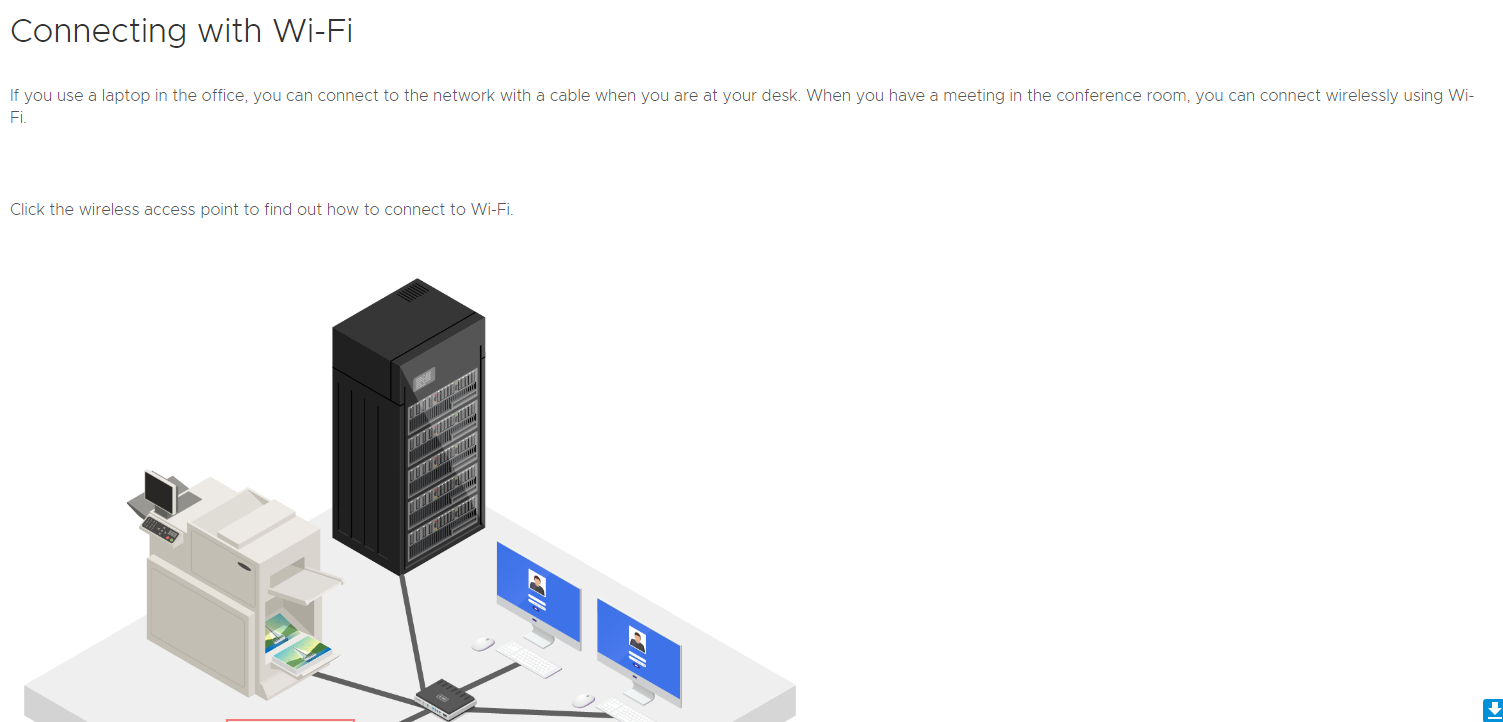 Connecting with Wi-Fi
If you use a laptop in the office, you can connect to the network with a cable when you are at your desk. When you have a meeting in the conference room, you can connect wirelessly using Wi-
Fi.
Click the wireless access point to find out how to connect to Wi-Fi.